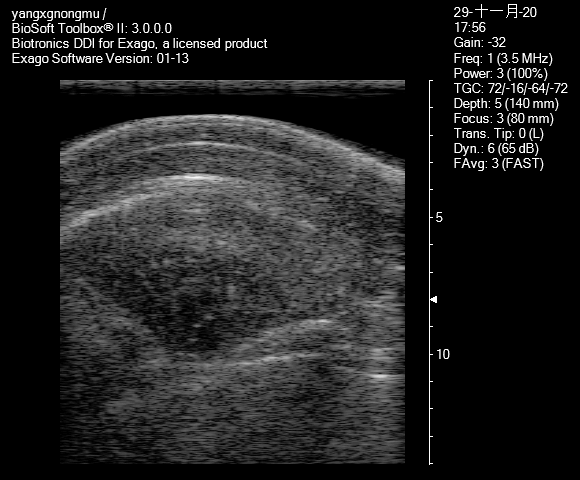 yangxgnongmu /
BioSoft Toolbox® II: 3.0.0.0
Biotronics DDI for Exago, a licensed product
Exago Software Version: 01-13
29-十一月-20
17:56
Gain: -32
Freq: 1 (3.5 MHz)
Power: 3 (100%)
TGC: 72/-16/-64/-72
Depth: 5 (140 mm)
Focus: 3 (80 mm)
Trans. Tip: 0 (L)
Dyn.: 6 (65 dB)
FAvg: 3 (FAST)
5
10